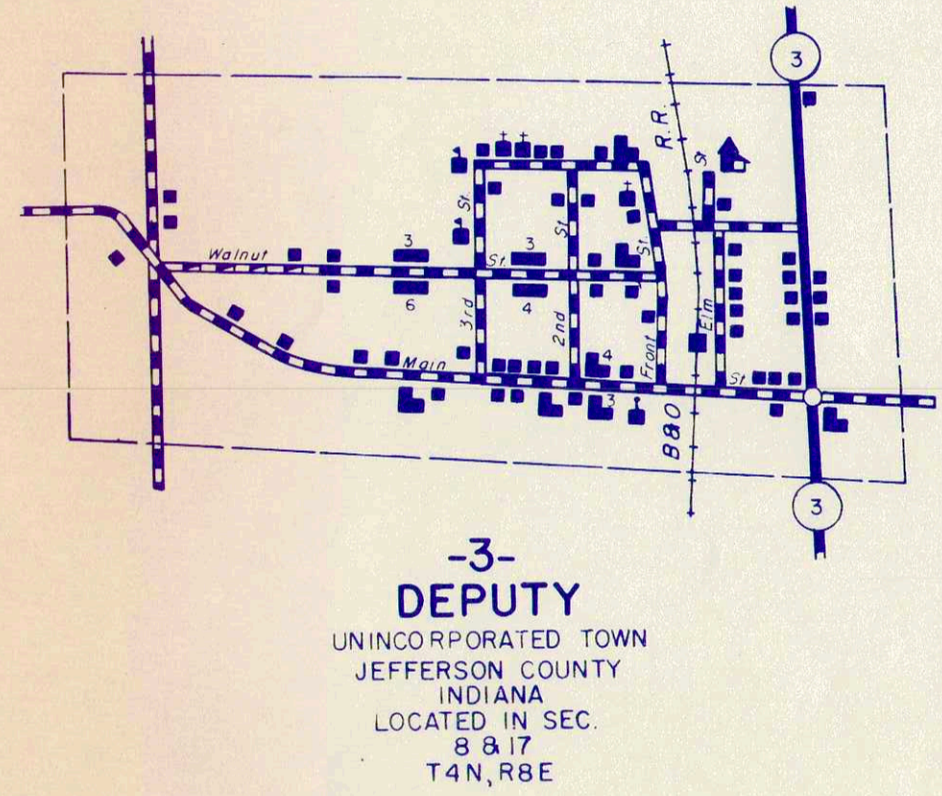 3
R.R.
St
St.
St
St.
Walnut
3
St.
3
6
4
3rd
2nd
Front
Elm
Main
4
St.
3
B&O
3
-3-
DEPUTY
UNINCORPORATED TOWN
JEFFERSON COUNTY
INDIANA
LOCATED IN SEC.
8 & 17
T4N, R8E